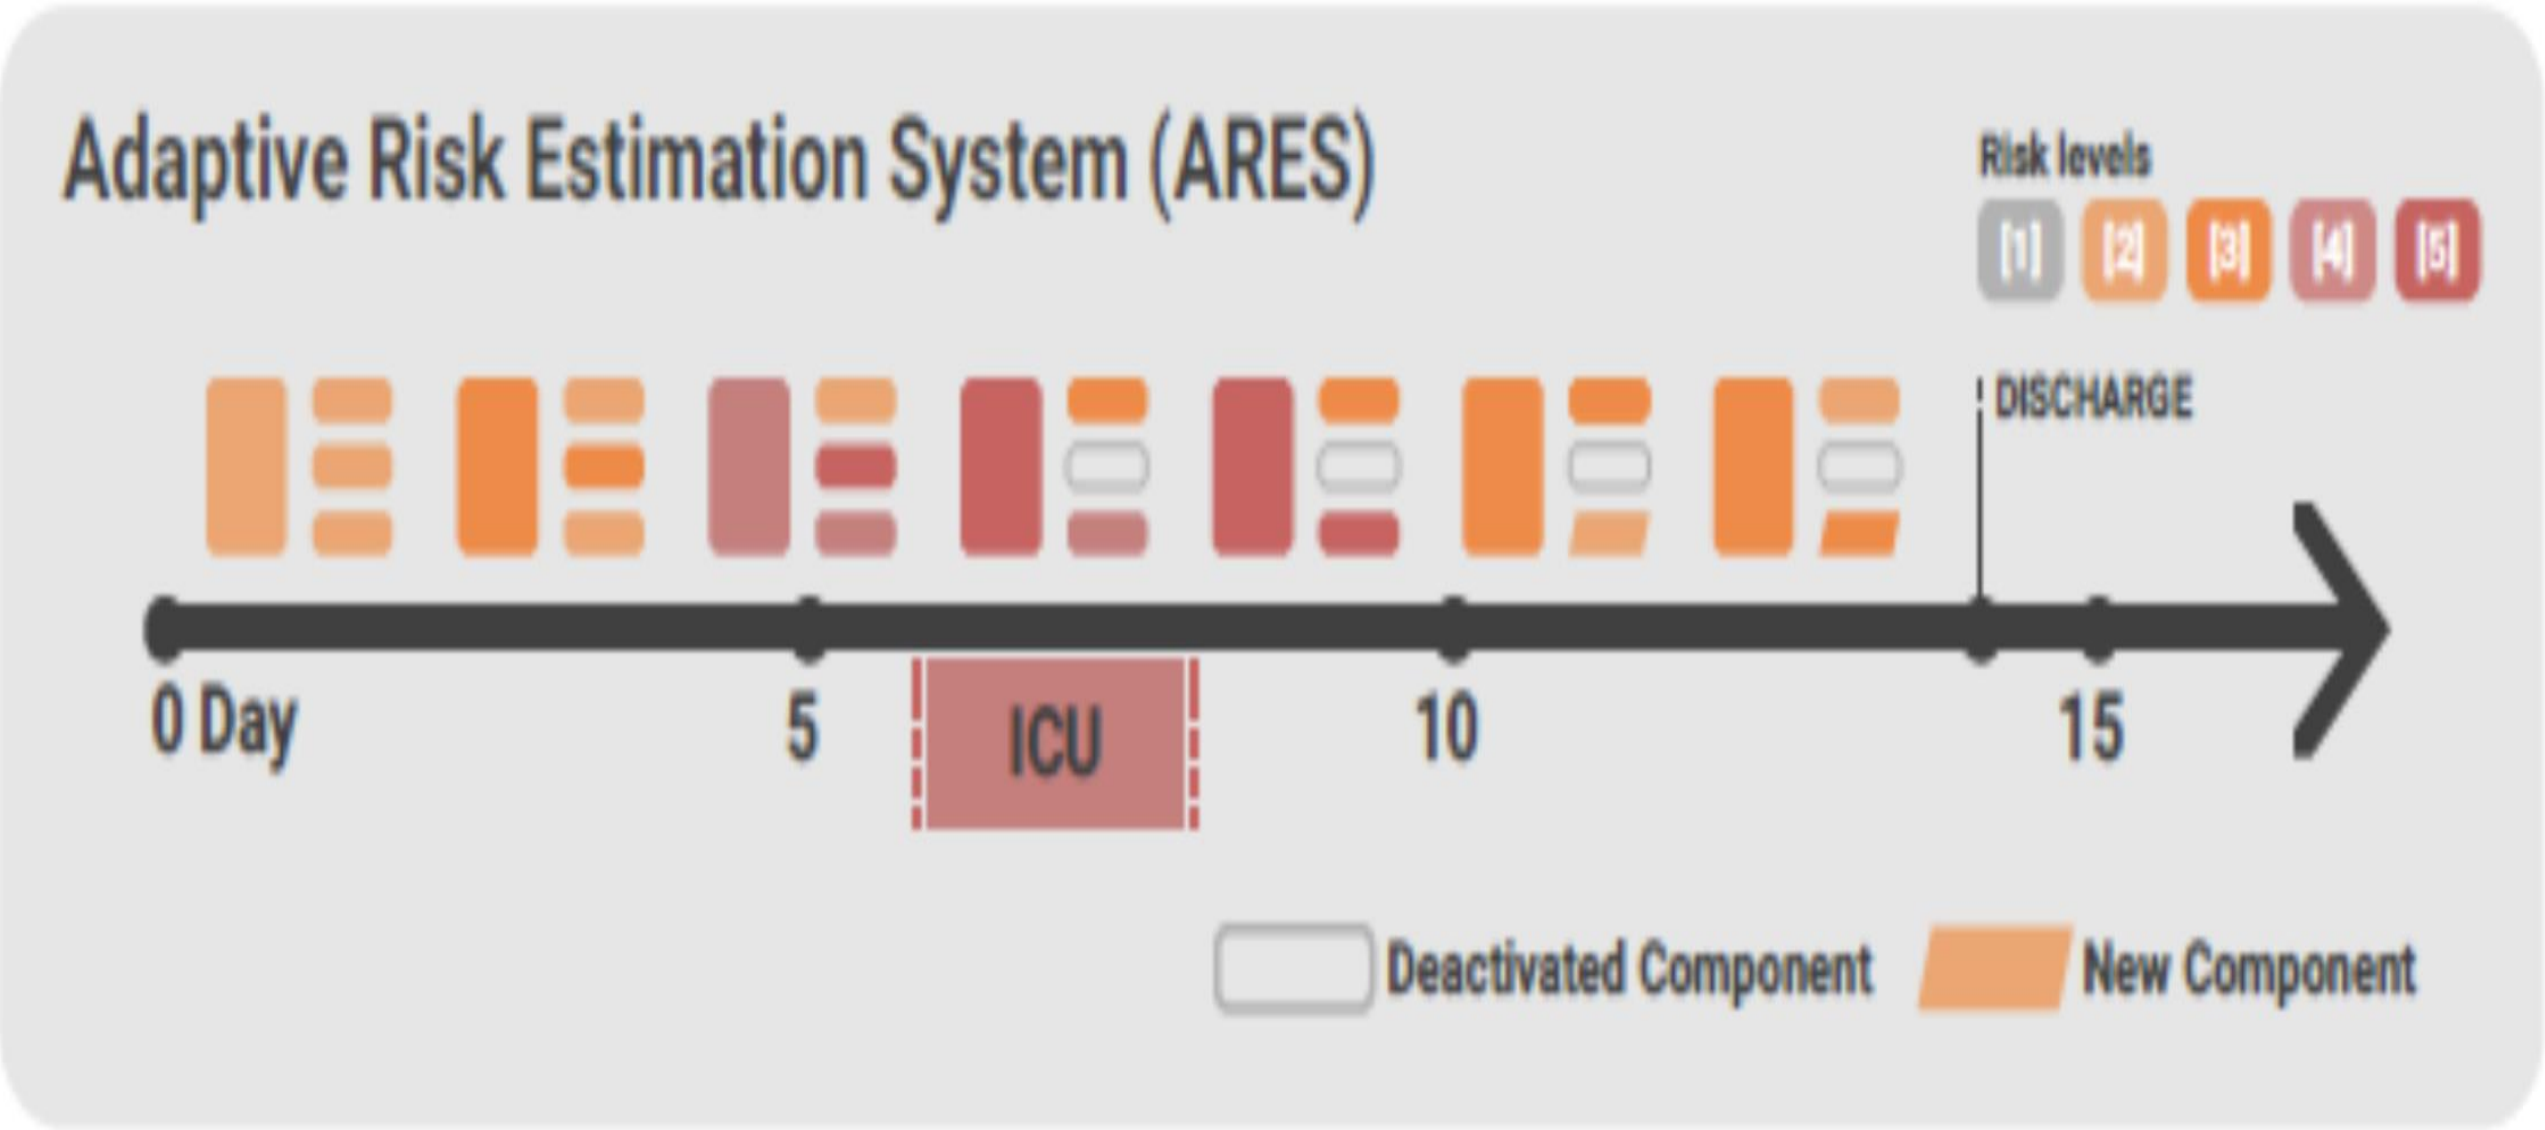 Adaptive Risk Estimation System (ARES)
Risk levels
[1] [2] [3] [4] [5]
DISCHARGE
0 Day 5 10 15
ICU
Deactivated Component New Component